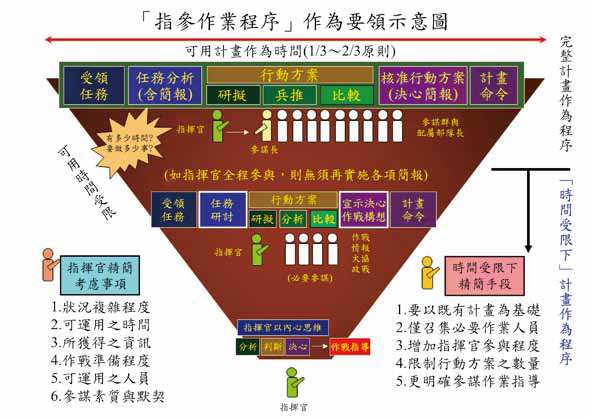 「指參作業程序」作為要領示意圖
可用計畫作為時間(1/3～2/3原則)
受領
任務
任務分析
(含簡報)
行動方案
研擬
兵推
比較
核准行動方案
(決心簡報)
計畫
命令
完整計畫作為程序
有多少時間?
要做多少事?
指揮官
參謀長
參謀群與
配屬部隊長
可用時間受限
(如指揮官全程參與，則無須再實施各項簡報)
受領
任務
任務
研討
行動方案
研擬
分析
比較
宣示決心
作戰構想
計畫
命令
「時間受限下」計畫作為程序
指揮官
(必要參謀)
作戰
情報
火協
政戰
指揮官精簡
考慮事項
1.狀況複雜程度
2.可運用之時間
3.所獲得之資訊
4.作戰準備程度
5.可運用之人員
6.參謀素質與默契
時間受限下
精簡手段
1.要以既有計畫為基礎
2.僅召集必要作業人員
3.增加指揮官參與程度
4.限制行動方案之數量
5.更明確參謀作業指導
指揮官以內心思維
分析
判斷
決心
作戰指導
指揮官